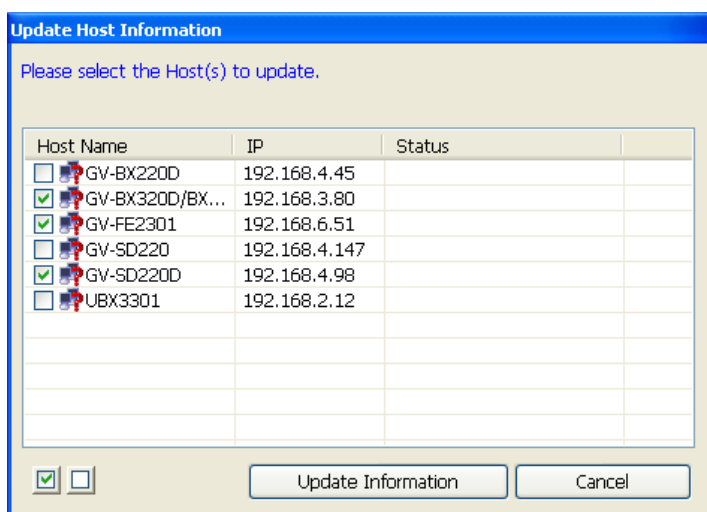 Update Host Information
Please select the Host(s) to update.
Host Name IP Status
GV-BX220D 192.168.4.45
GV-BX320D/BX... 192.168.3.80
GV-FE2301 192.168.6.51
GV-SD220 192.168.4.147
GV-SD220D 192.168.4.98
UBX3301 192.168.2.12
Update Information Cancel